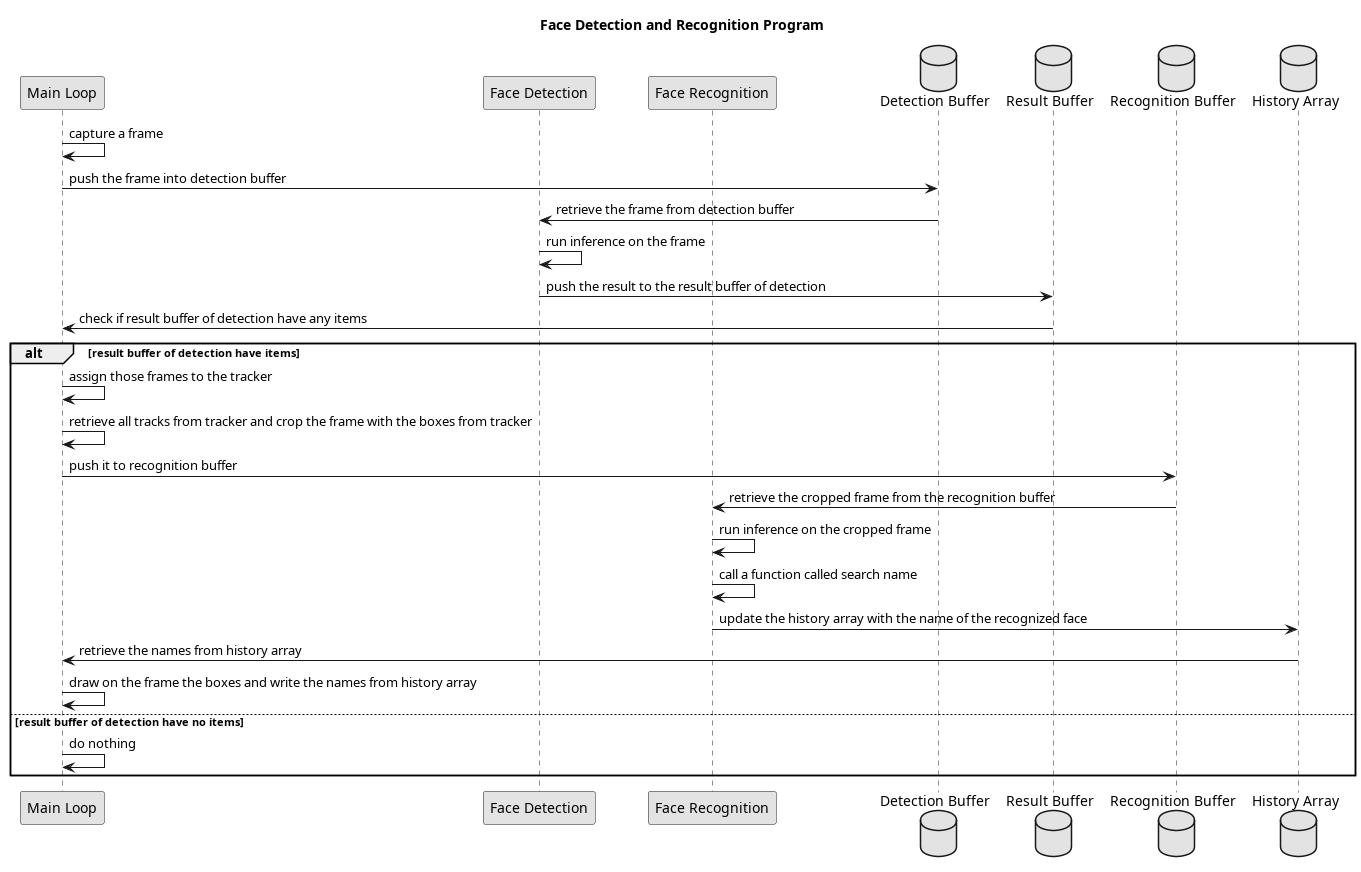 Face Detection and Recognition Program
Main Loop
Face Detection
Face Recognition
Detection Buffer
Result Buffer
Recognition Buffer
History Array
capture a frame
push the frame into detection buffer
retrieve the frame from detection buffer
run inference on the frame
push the result to the result buffer of detection
check if result buffer of detection have any items
alt [result buffer of detection have items]
assign those frames to the tracker
retrieve all tracks from tracker and crop the frame with the boxes from tracker
push it to recognition buffer
retrieve the cropped frame from the recognition buffer
run inference on the cropped frame
call a function called search name
update the history array with the name of the recognized face
retrieve the names from history array
draw on the frame the boxes and write the names from history array
[result buffer of detection have no items]
do nothing
Main Loop
Face Detection
Face Recognition
Detection Buffer
Result Buffer
Recognition Buffer
History Array